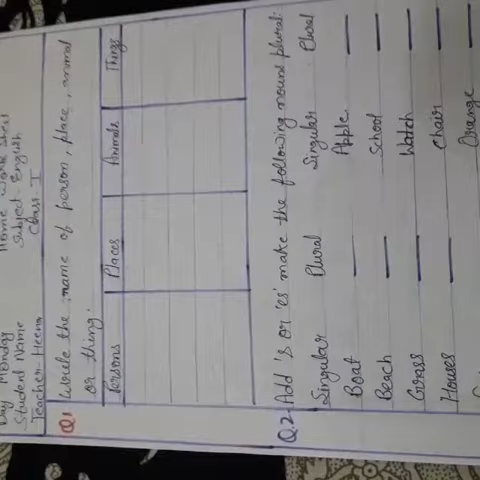 Home Work Sheet
Day Monday Subject - English
Student Name Class - I
Teacher - Heena
Q1 Write the name of person, place, animal
or thing.
Persons Places Animals Things
Q.2 Add 's or 'es' make the following nouns plural.
Singular Plural Singular Plural
Boat Apple
Beach School
Grass Watch
Houses Chair
Orange